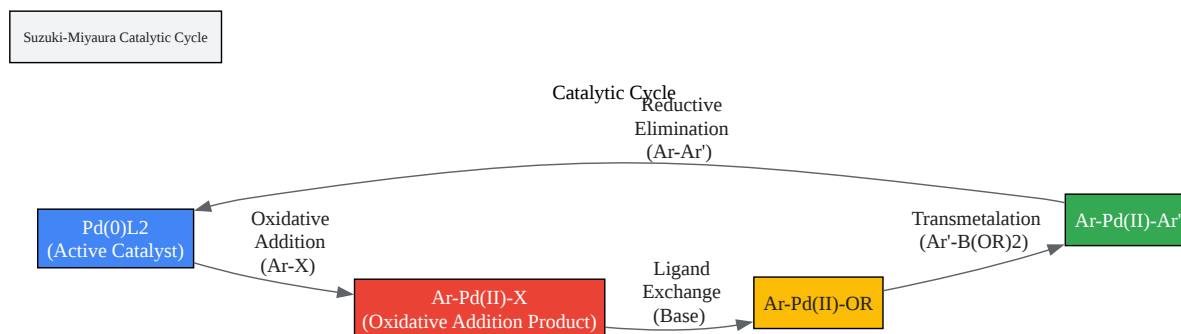 Suzuki-Miyaura Catalytic Cycle
Catalytic Cycle
Reductive
Elimination
(Ar-Ar')
Pd(0)L2
(Active Catalyst)
Oxidative
Addition
(Ar-X)
Ar-Pd(II)-X
(Oxidative Addition Product)
Ligand
Exchange
(Base)
Ar-Pd(II)-OR
Transmetalation
(Ar'-B(OR)2)
Ar-Pd(II)-Ar'